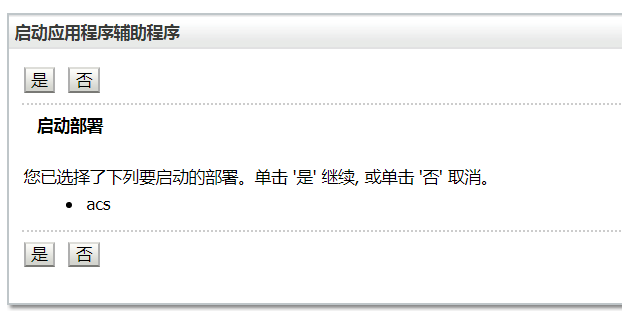 启动应用程序辅助程序
是 否
启动部署
您已选择了下列要启动的部署。单击 '是' 继续, 或单击 '否' 取消。
• acs
是 否